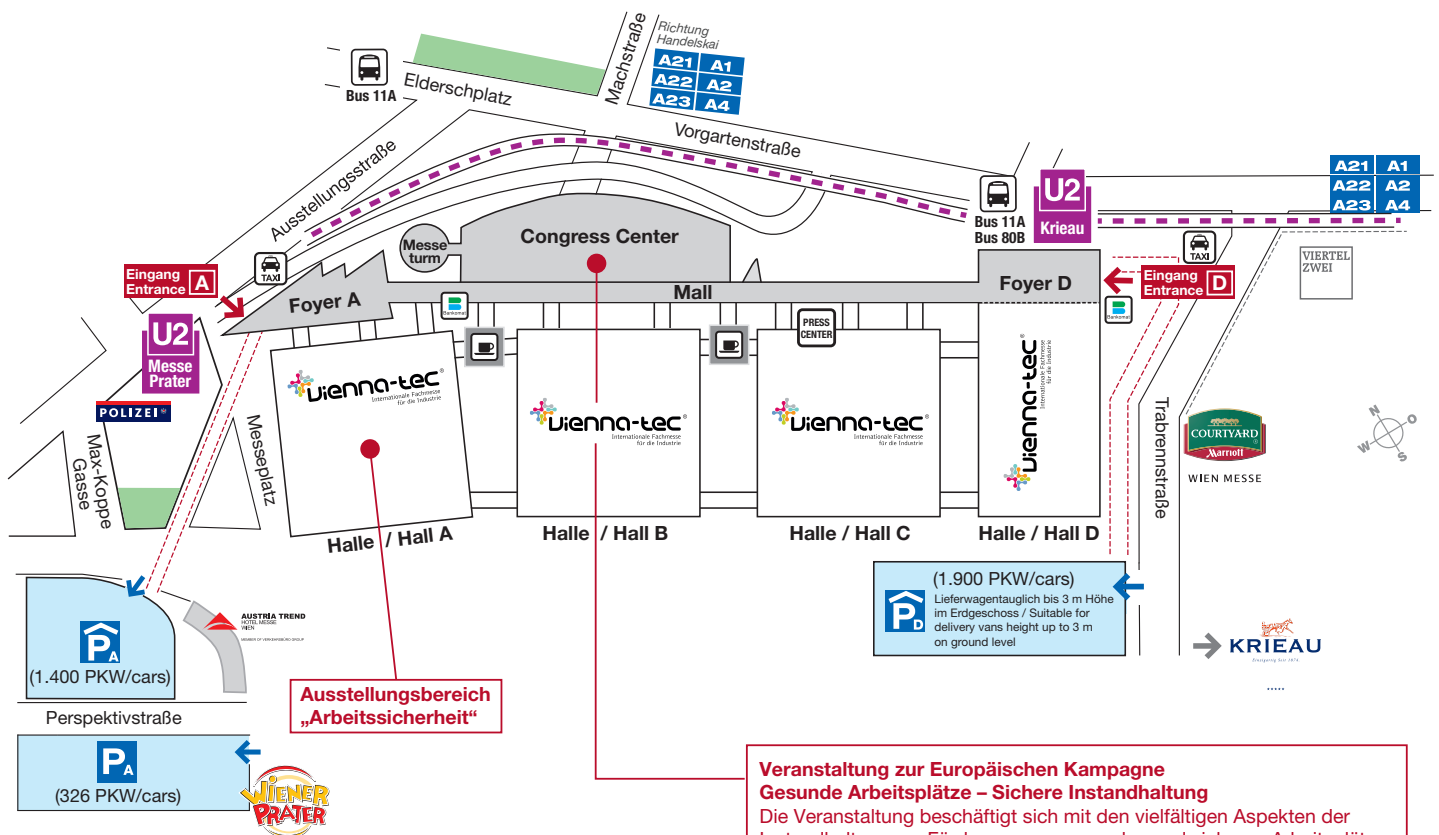 Richtung
Handelskai
A21 A1
A22 A2
A23 A4
Machstraße
Bus 11A
Elderschplatz
Vorgartenstraße
Ausstellungsstraße
A21 A1
A22 A2
A23 A4
Bus 11A
Bus 80B
U2
Krieau
TAXI
VIERTEL
ZWEI
Messe
turm
Congress Center
TAXI
Eingang
Entrance A
Foyer A
Mall
Foyer D
Eingang
Entrance D
Bankomat
Bankomat
PRESS
CENTER
U2
Messe
Prater
POLIZEI
Max-Koppe
Gasse
Messeplatz
vienna-tec®
Internationale Fachmesse
für die Industrie
vienna-tec®
Internationale Fachmesse
für die Industrie
vienna-tec®
Internationale Fachmesse
für die Industrie
vienna-tec®
Internationale Fachmesse
für die Industrie
Trabrennstraße
COURTYARD
Marriott
WIEN MESSE
N
O
W
S
Halle / Hall A
Halle / Hall B
Halle / Hall C
Halle / Hall D
(1.900 PKW/cars)
PD
Lieferwagentauglich bis 3 m Höhe
im Erdgeschoss / Suitable for
delivery vans height up to 3 m
on ground level
KRIEAU
.....
PA
(1.400 PKW/cars)
AUSTRIA TREND
HOTEL MESSE
WIEN
MEMBER OF VERKEHRSBÜRO GROUP
Perspektivstraße
PA
(326 PKW/cars)
WIENER
PRATER
Ausstellungsbereich
„Arbeitssicherheit“
Veranstaltung zur Europäischen Kampagne
Gesunde Arbeitsplätze – Sichere Instandhaltung
Die Veranstaltung beschäftigt sich mit den vielfältigen Aspekten der